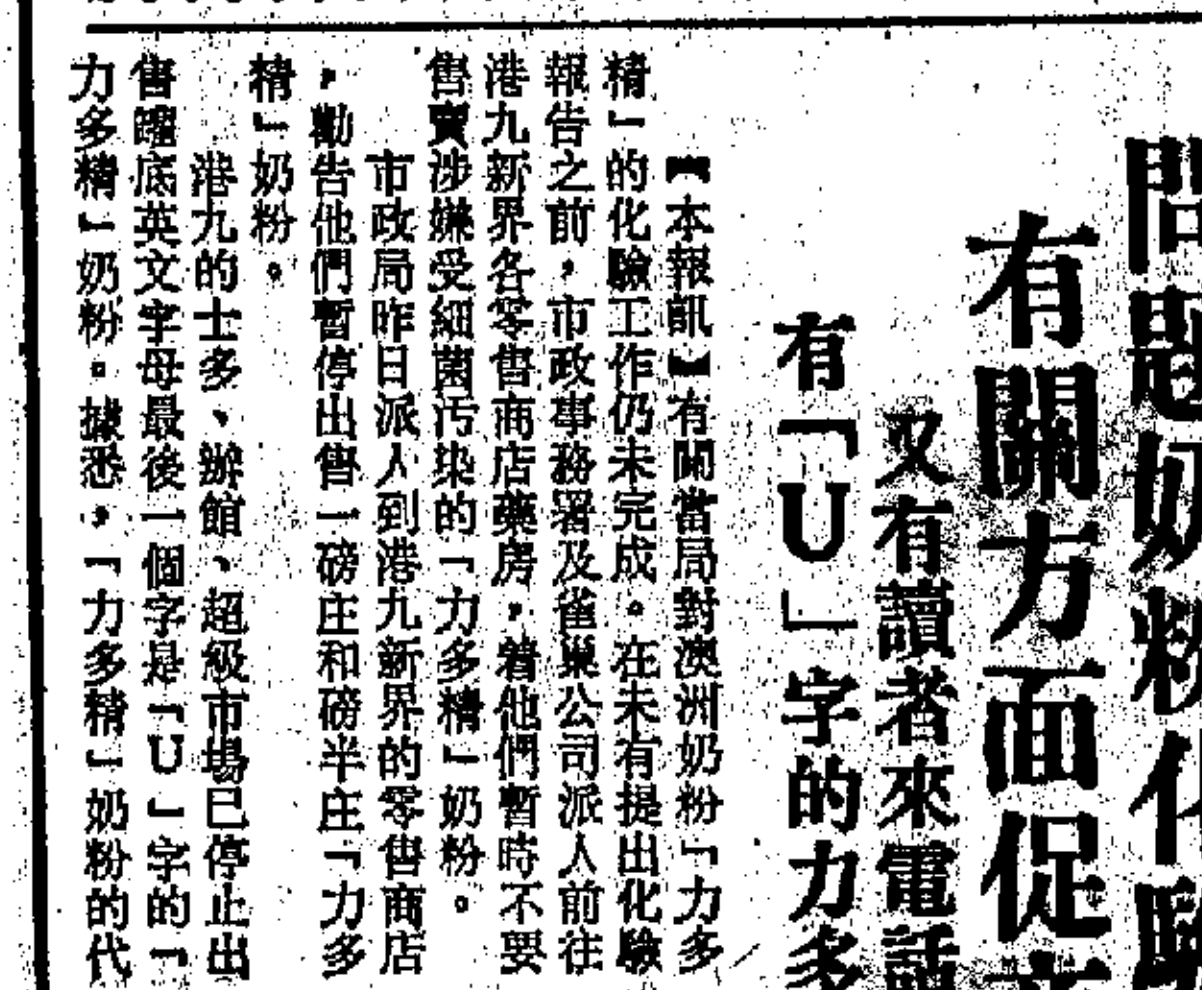 問題奶粉化驗
有關方面促
又有讀者來電話
有「U」字的力多
【本報訊】有關當局對澳洲奶粉「力多
精」的化驗工作仍未完成。在未有提出化驗
報告之前,市政事務署及雀巢公司派人前往
港九新界各零售商店藥房,着他們暫時不要
售賣涉嫌受細菌污染的「力多精」奶粉。
市政局昨日派人到港九新界的零售商店
,勸告他們暫停出售一磅庄和磅半庄「力多
精」奶粉。
港九的士多、辦館、超級市場已停止出
售罐底英文字母最後一個字是「U」字的「
力多精」奶粉。據悉,「力多精」奶粉的代